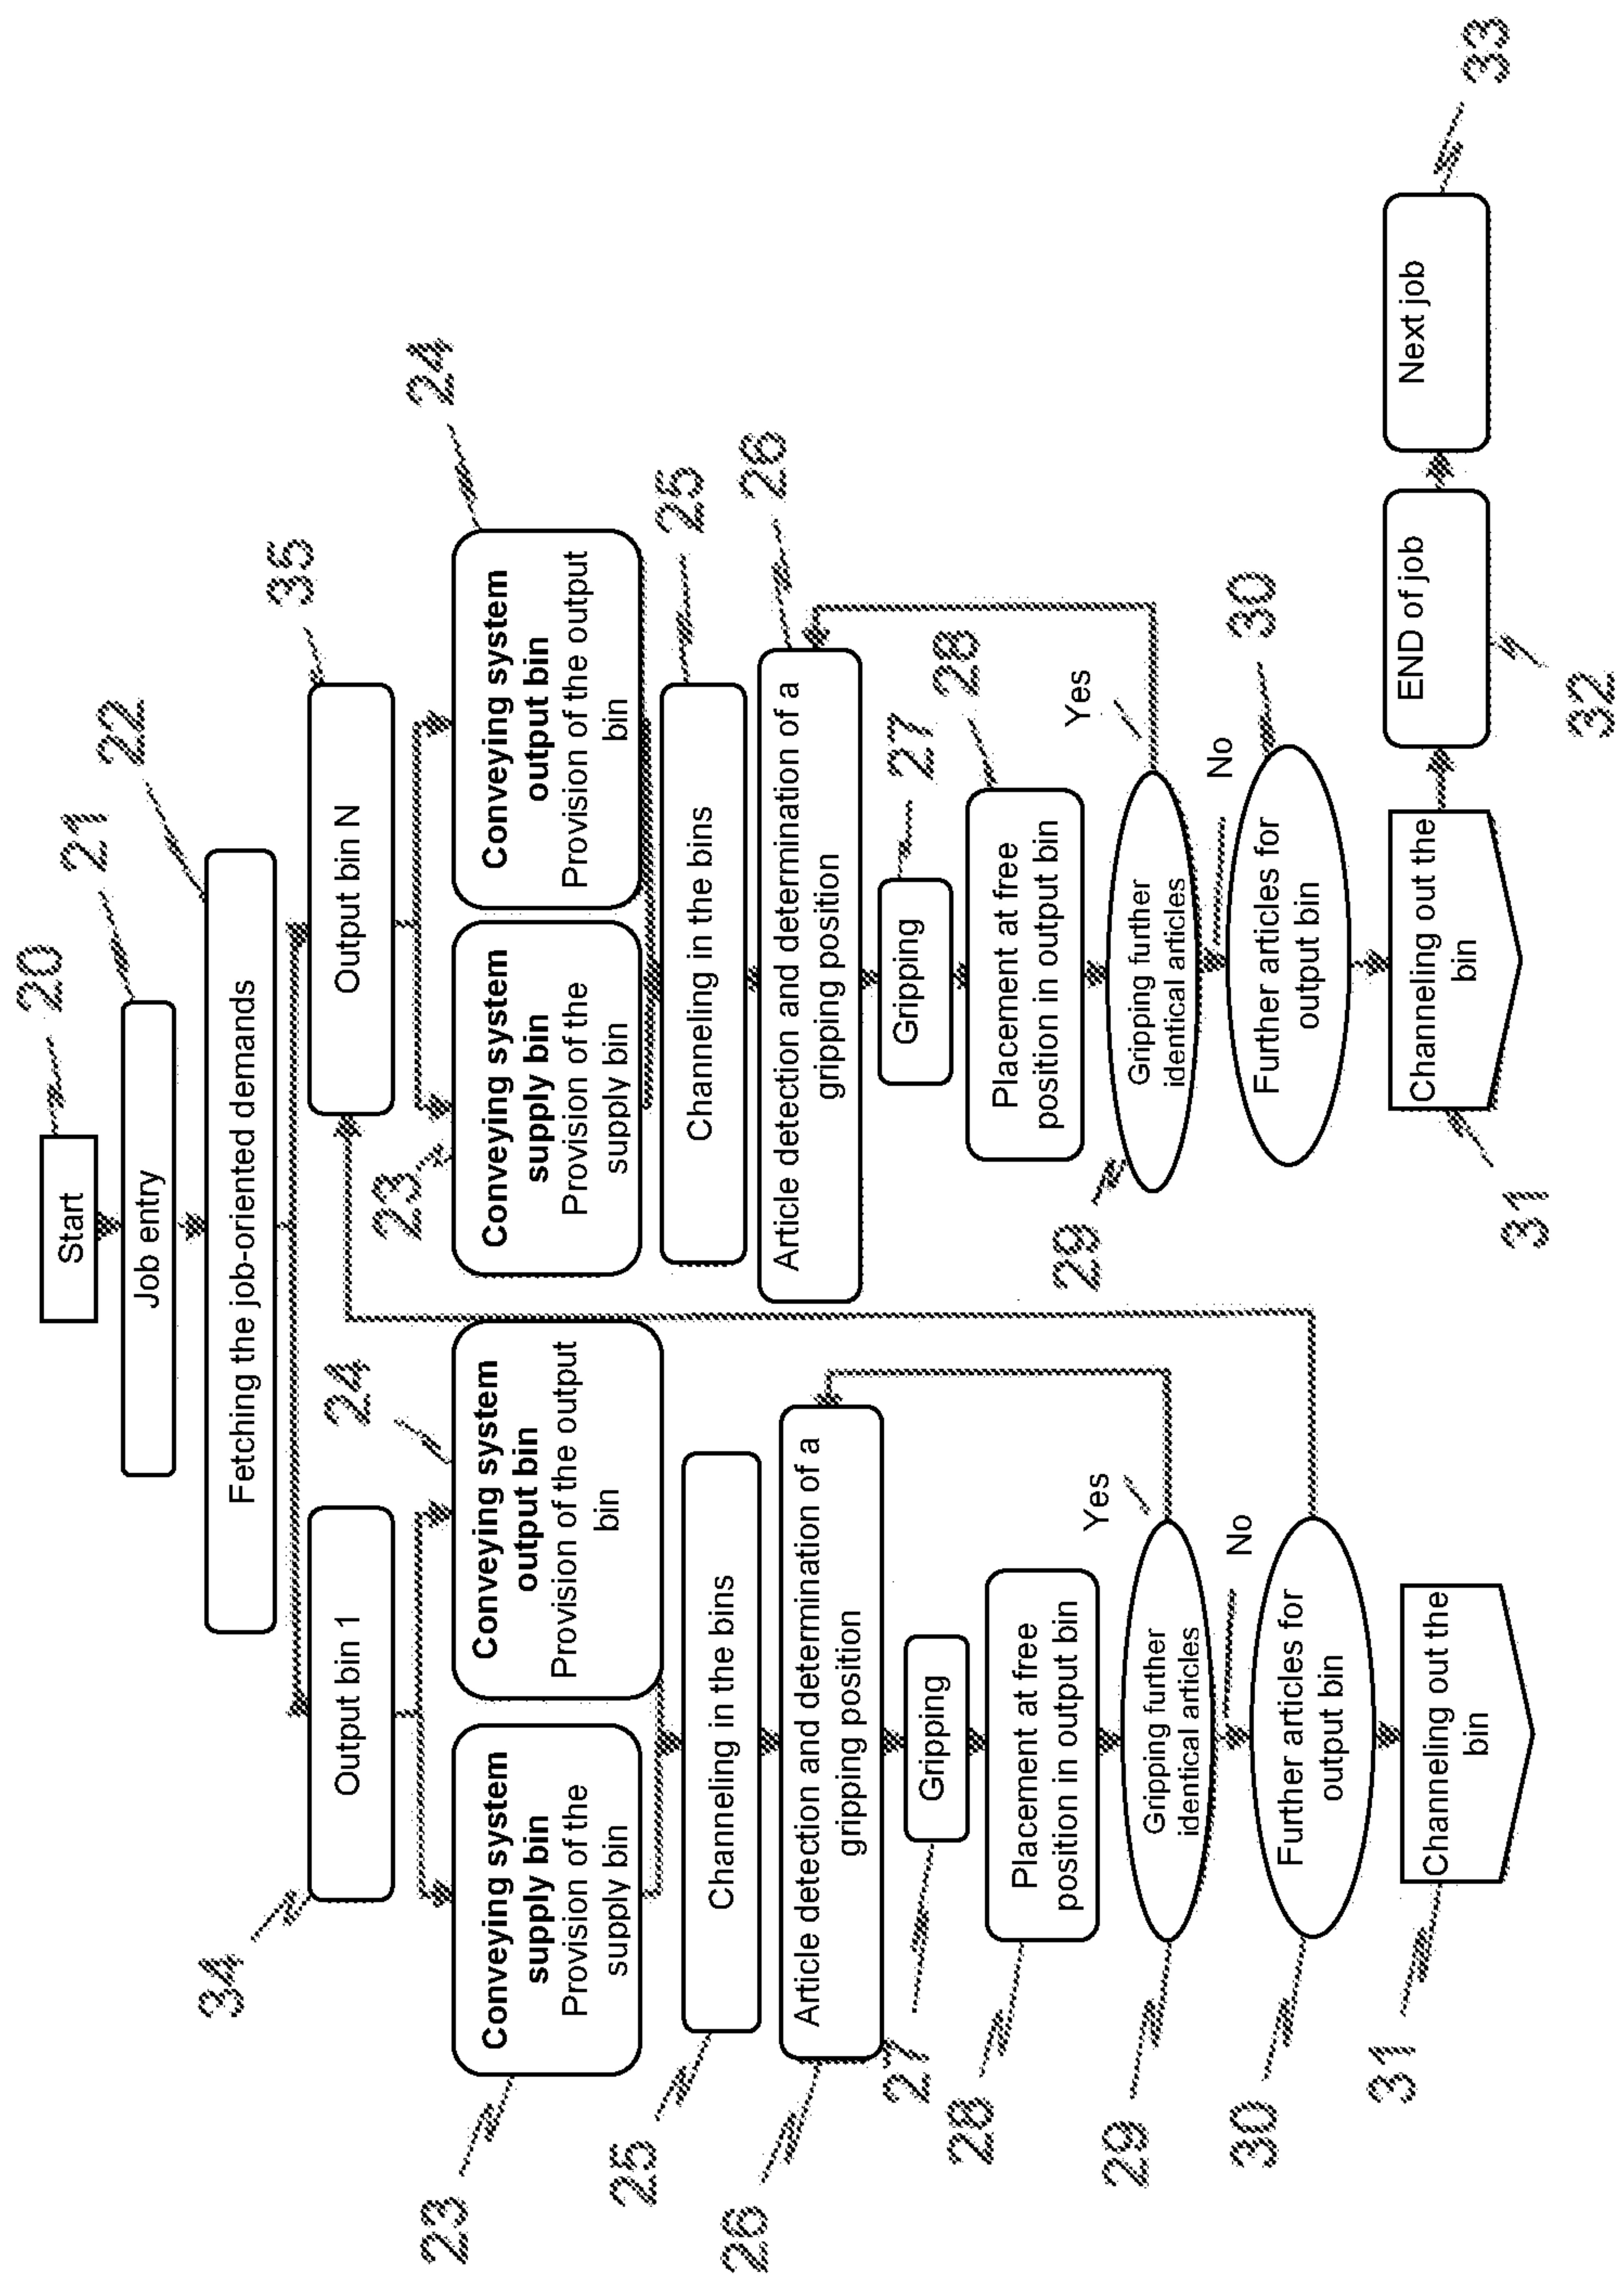 20
Start
21
Job entry
22
Fetching the job-oriented demands
34
Output bin 1
35
Output bin N
23
Conveying system
supply bin
Provision of the
supply bin
24
Conveying system
output bin
Provision of the output
bin
23
Conveying system
supply bin
Provision of the
supply bin
24
Conveying system
output bin
Provision of the output
bin
25
Channeling in the bins
25
Channeling in the bins
26
Article detection and determination of a
gripping position
26
Article detection and determination of a
gripping position
27
Gripping
27
Gripping
28
Placement at free
position in output bin
28
Placement at free
position in output bin
29
Gripping further
identical articles
Yes
29
Gripping further
identical articles
Yes
No
No
30
Further articles for
output bin
30
Further articles for
output bin
31
Channeling out the
bin
31
Channeling out the
bin
END of job
32
Next job
33